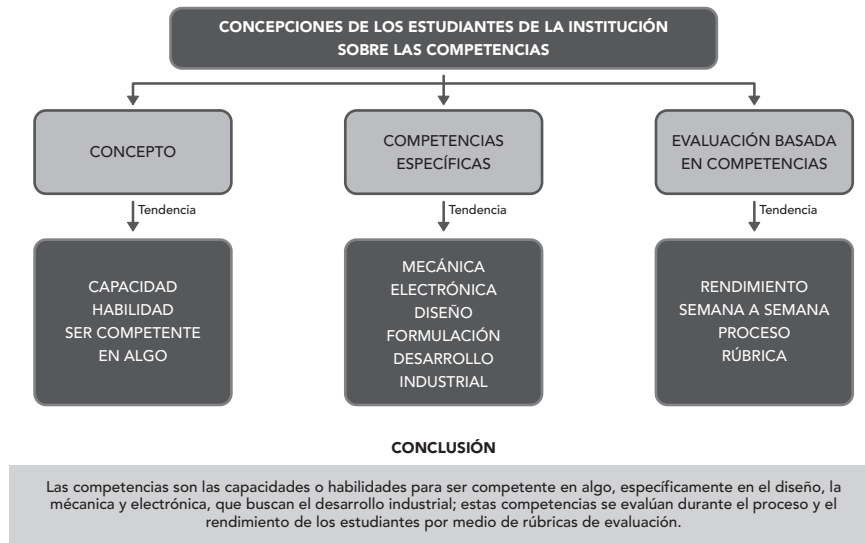 CONCEPCIONES DE LOS ESTUDIANTES DE LA INSTITUCIÓN
SOBRE LAS COMPETENCIAS
CONCEPTO
COMPETENCIAS
ESPECÍFICAS
EVALUACIÓN BASADA
EN COMPETENCIAS
Tendencia
Tendencia
Tendencia
CAPACIDAD
HABILIDAD
SER COMPETENTE
EN ALGO
MECÁNICA
ELECTRÓNICA
DISEÑO
FORMULACIÓN
DESARROLLO
INDUSTRIAL
RENDIMIENTO
SEMANA A SEMANA
PROCESO
RÚBRICA
CONCLUSIÓN
Las competencias son las capacidades o habilidades para ser competente en algo, específicamente en el diseño, la
mécanica y electrónica, que buscan el desarrollo industrial; estas competencias se evalúan durante el proceso y el
rendimiento de los estudiantes por medio de rúbricas de evaluación.